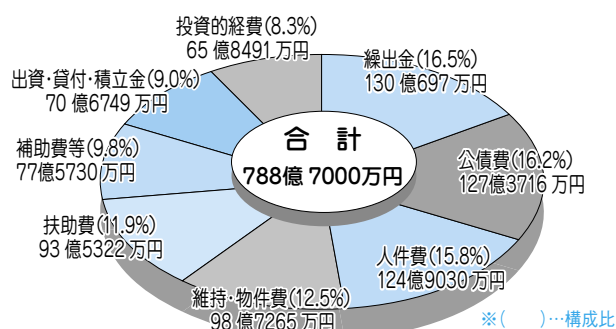 投資的経費(8.3%)
65億8491万円
繰出金(16.5%)
130億697万円
出資・貸付・積立金(9.0%)
70億6749万円
合 計
788億7000万円
補助費等(9.8%)
77億5730万円
公債費(16.2%)
127億3716万円
扶助費(11.9%)
93億5322万円
人件費(15.8%)
124億9030万円
維持・物件費(12.5%)
98億7265万円
※( )…構成比